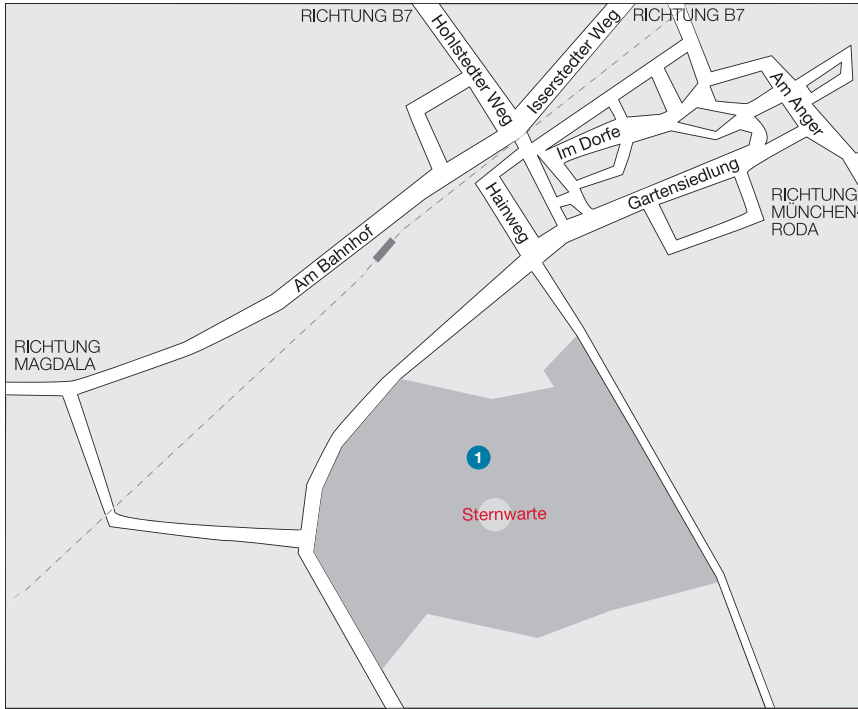 RICHTUNG B7
RICHTUNG B7
Hohlstedter Weg
Isserstedter Weg
Am Anger
Im Dorfe
Gartensiedlung
Hainweg
RICHTUNG
MÜNCHEN-
RODA
Am Bahnhof
RICHTUNG
MAGDALA
1
Sternwarte